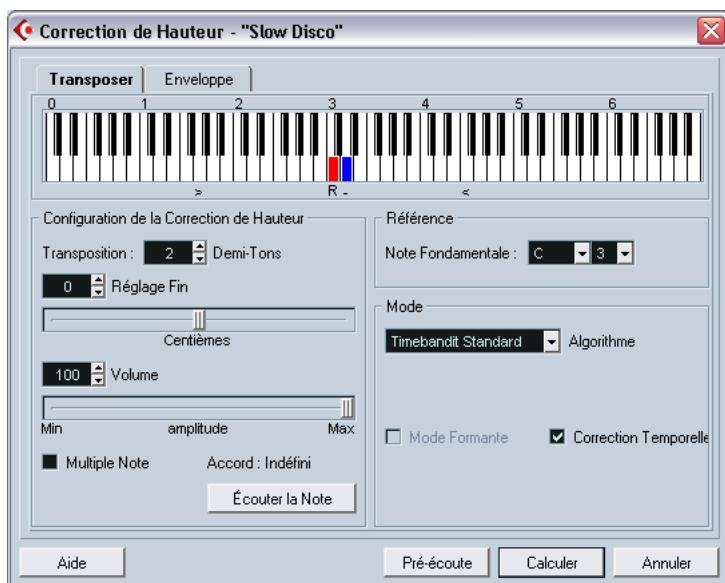 Correction de Hauteur - "Slow Disco"
Transposer Enveloppe
0 1 2 3 4 5 6
> R - <
Configuration de la Correction de Hauteur
Transposition : 2 Demi-Tons
0 Réglage Fin
Centièmes
100 Volume
Min amplitude Max
Multiple Note Accord : Indéfini
Écouter la Note
Référence
Note Fondamentale : C 3
Mode
Timebandit Standard Algorithme
Mode Formante Correction Temporelle
Aide Pré-écoute Calculer Annuler